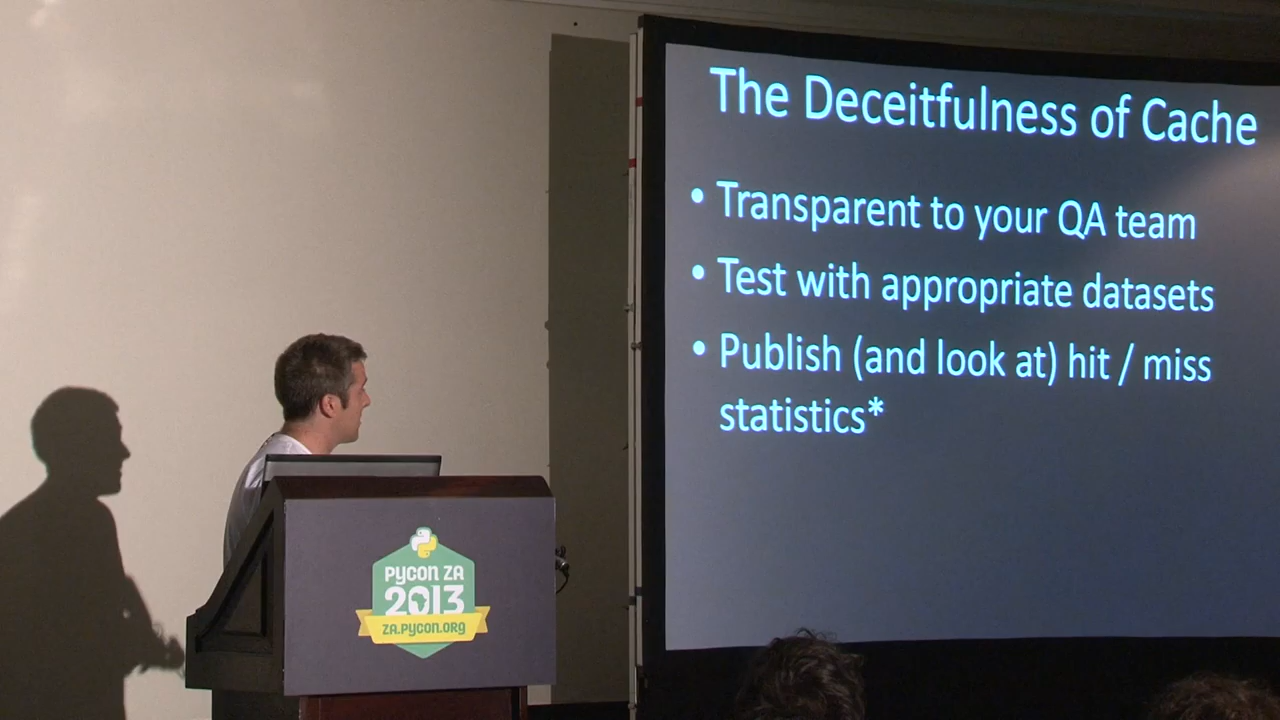 The Deceitfulness of Cache
• Transparent to your QA team
• Test with appropriate datasets
• Publish (and look at) hit / miss
statistics*
PYCON ZA
2013
ZA.PYCON.ORG